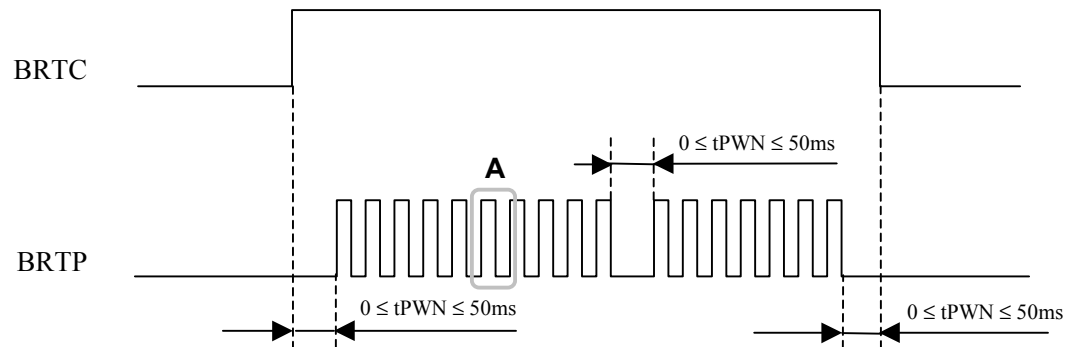 BRTC
0 ≤ tPWN ≤ 50ms
A
BRTP
0 ≤ tPWN ≤ 50ms
0 ≤ tPWN ≤ 50ms